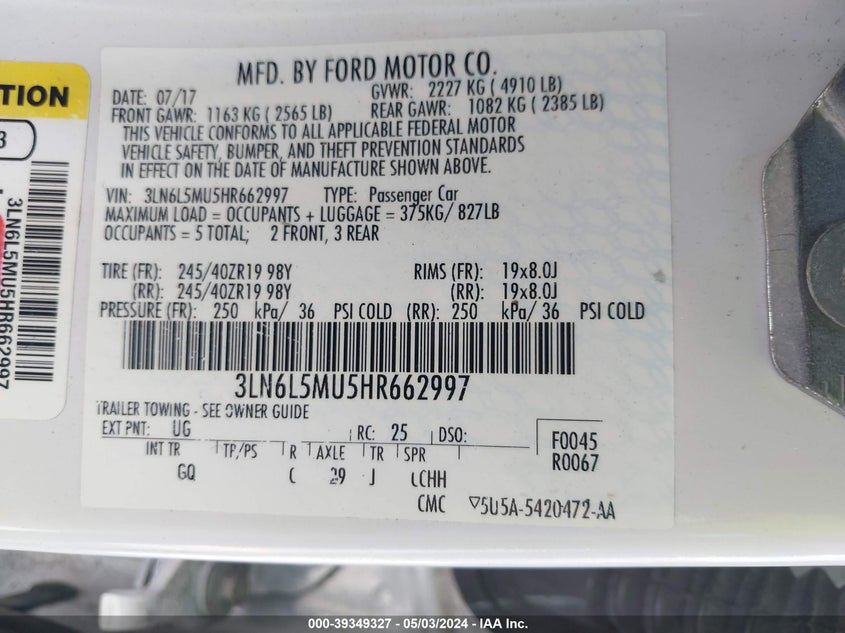 TION
3
3LN6L5MU5HR662997
MFD. BY FORD MOTOR CO.
DATE: 07/17 GVWR: 2227 KG ( 4910 LB)
FRONT GAWR: 1163 KG ( 2565 LB) REAR GAWR: 1082 KG ( 2385 LB)
THIS VEHICLE CONFORMS TO ALL APPLICABLE FEDERAL MOTOR
VEHICLE SAFETY, BUMPER, AND THEFT PREVENTION STANDARDS
IN EFFECT ON THE DATE OF MANUFACTURE SHOWN ABOVE.
VIN: 3LN6L5MU5HR662997 TYPE: Passenger Car
MAXIMUM LOAD = OCCUPANTS + LUGGAGE = 375KG/ 827LB
OCCUPANTS = 5 TOTAL; 2 FRONT, 3 REAR
TIRE (FR): 245/40ZR19 98Y RIMS (FR): 19x8.0J
(RR): 245/40ZR19 98Y (RR): 19x8.0J
PRESSURE (FR): 250 kPa/ 36 PSI COLD (RR): 250 kPa/ 36 PSI COLD
3LN6L5MU5HR662997
TRAILER TOWING - SEE OWNER GUIDE
EXT PNT: UG RC: 25 DSO: F0045
INT TR TP/PS R AXLE TR SPR R0067
GQ 29 J
CMC 5U5A-5420472-AA
000-39349327 - 05/03/2024 - IAA Inc.